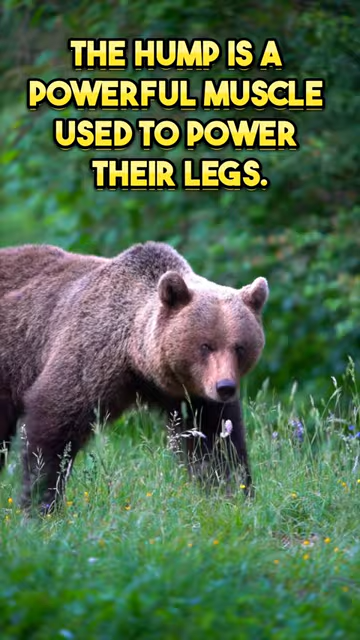 THE HUMP IS A
POWERFUL MUSCLE
USED TO POWER
THEIR LEGS.